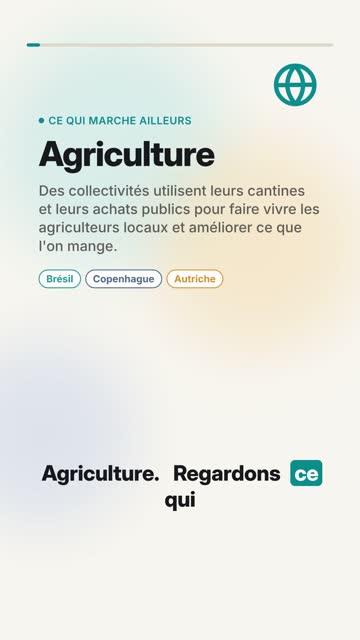 CE QUI MARCHE AILLEURS
Agriculture
Des collectivités utilisent leurs cantines
et leurs achats publics pour faire vivre les
agriculteurs locaux et améliorer ce que
l'on mange.
Brésil Copenhague Autriche
Agriculture. Regardons ce
qui